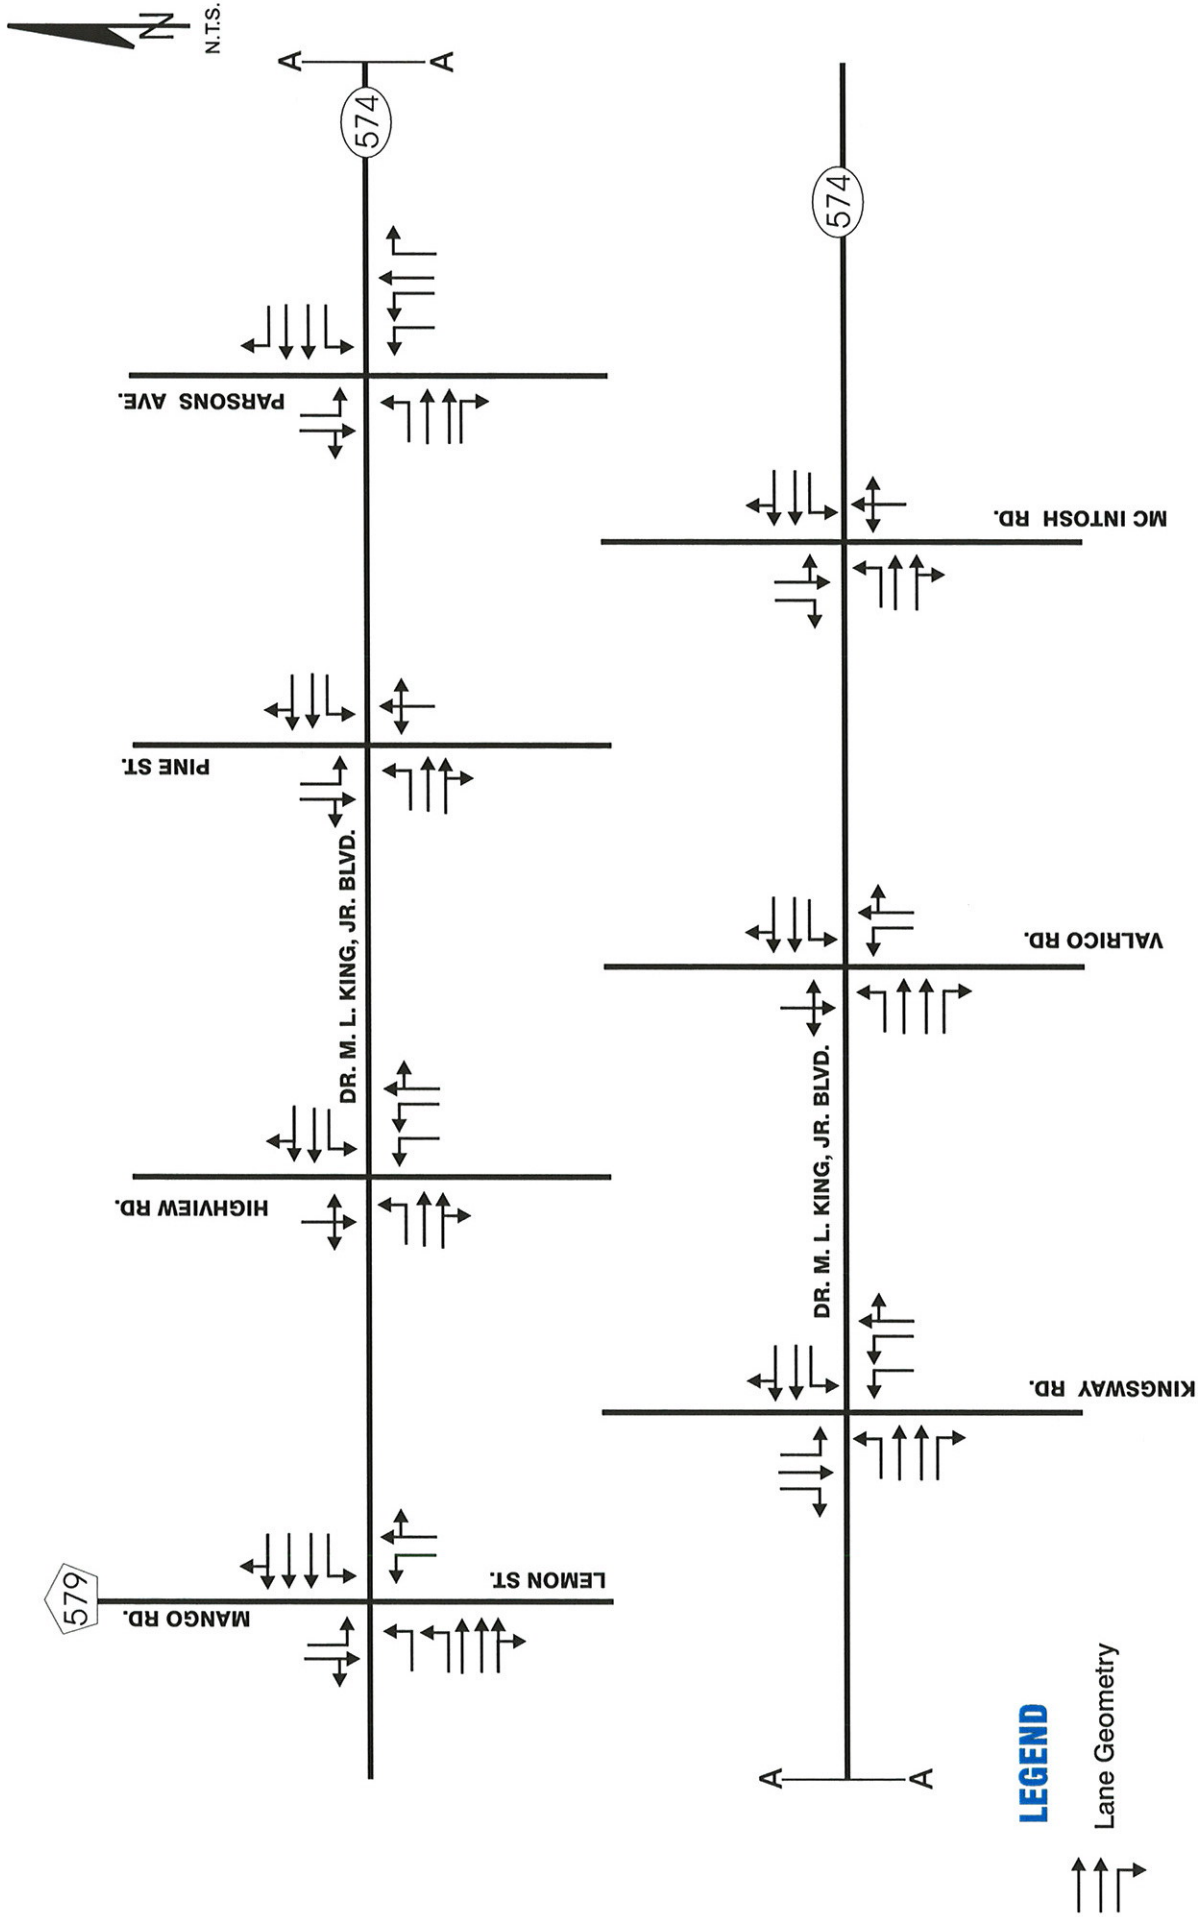 N
N.T.S.
579
MANGO RD.
LEMON ST.
HIGHVIEW RD.
DR. M. L. KING, JR. BLVD.
PINE ST.
PARSONS AVE.
574
A
A
A
A
KINGSWAY RD.
DR. M. L. KING, JR. BLVD.
VALRICO RD.
MC INTOSH RD.
574
LEGEND
Lane Geometry